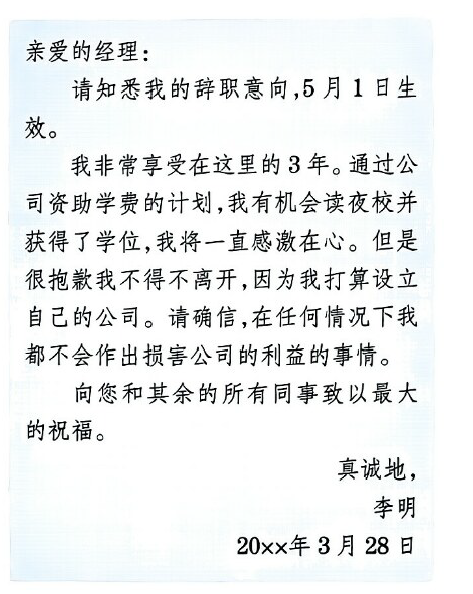 亲爱的经理：
请知悉我的辞职意向,5月1日生
效。
我非常享受在这里的3年。通过公
司资助学费的计划,我有机会读夜校并
获得了学位,我将一直感激在心。但是
很抱歉我不得不离开,因为我打算设立
自己的公司。请确信,在任何情况下我
都不会作出损害公司的利益的事情。
向您和其余的所有同事致以最大
的祝福。
真诚地，
李明
20××年3月28日